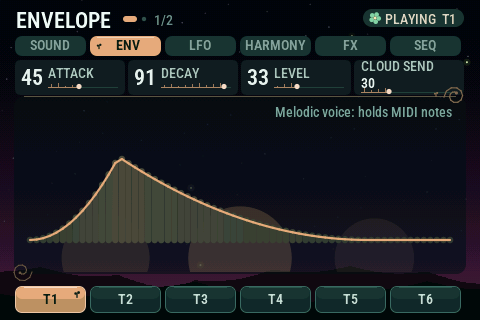 ENVELOPE 1/2 PLAYING T1
SOUND ENV LFO HARMONY FX SEQ
45 ATTACK 91 DECAY 33 LEVEL CLOUD SEND
30
Melodic voice: holds MIDI notes
T1 T2 T3 T4 T5 T6